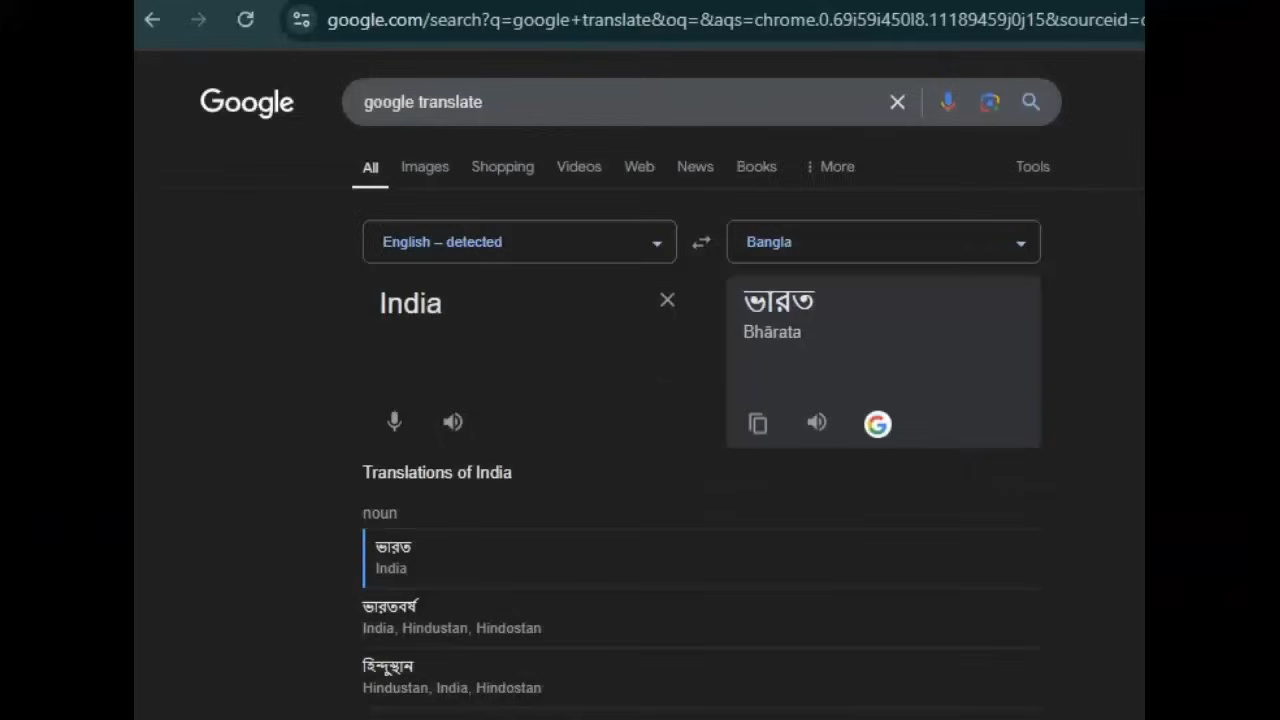 google.com/search?q=google+translate&oq=&aqs=chrome.0.69i59i450l8.11189459j0j15&sourceid=c
Google
google translate
All Images Shopping Videos Web News Books More Tools
English – detected
Bangla
India
ভারত
Bhārata
Translations of India
noun
ভারত
India
ভারতবর্ষ
India, Hindustan, Hindostan
হিন্দুস্থান
Hindustan, India, Hindostan